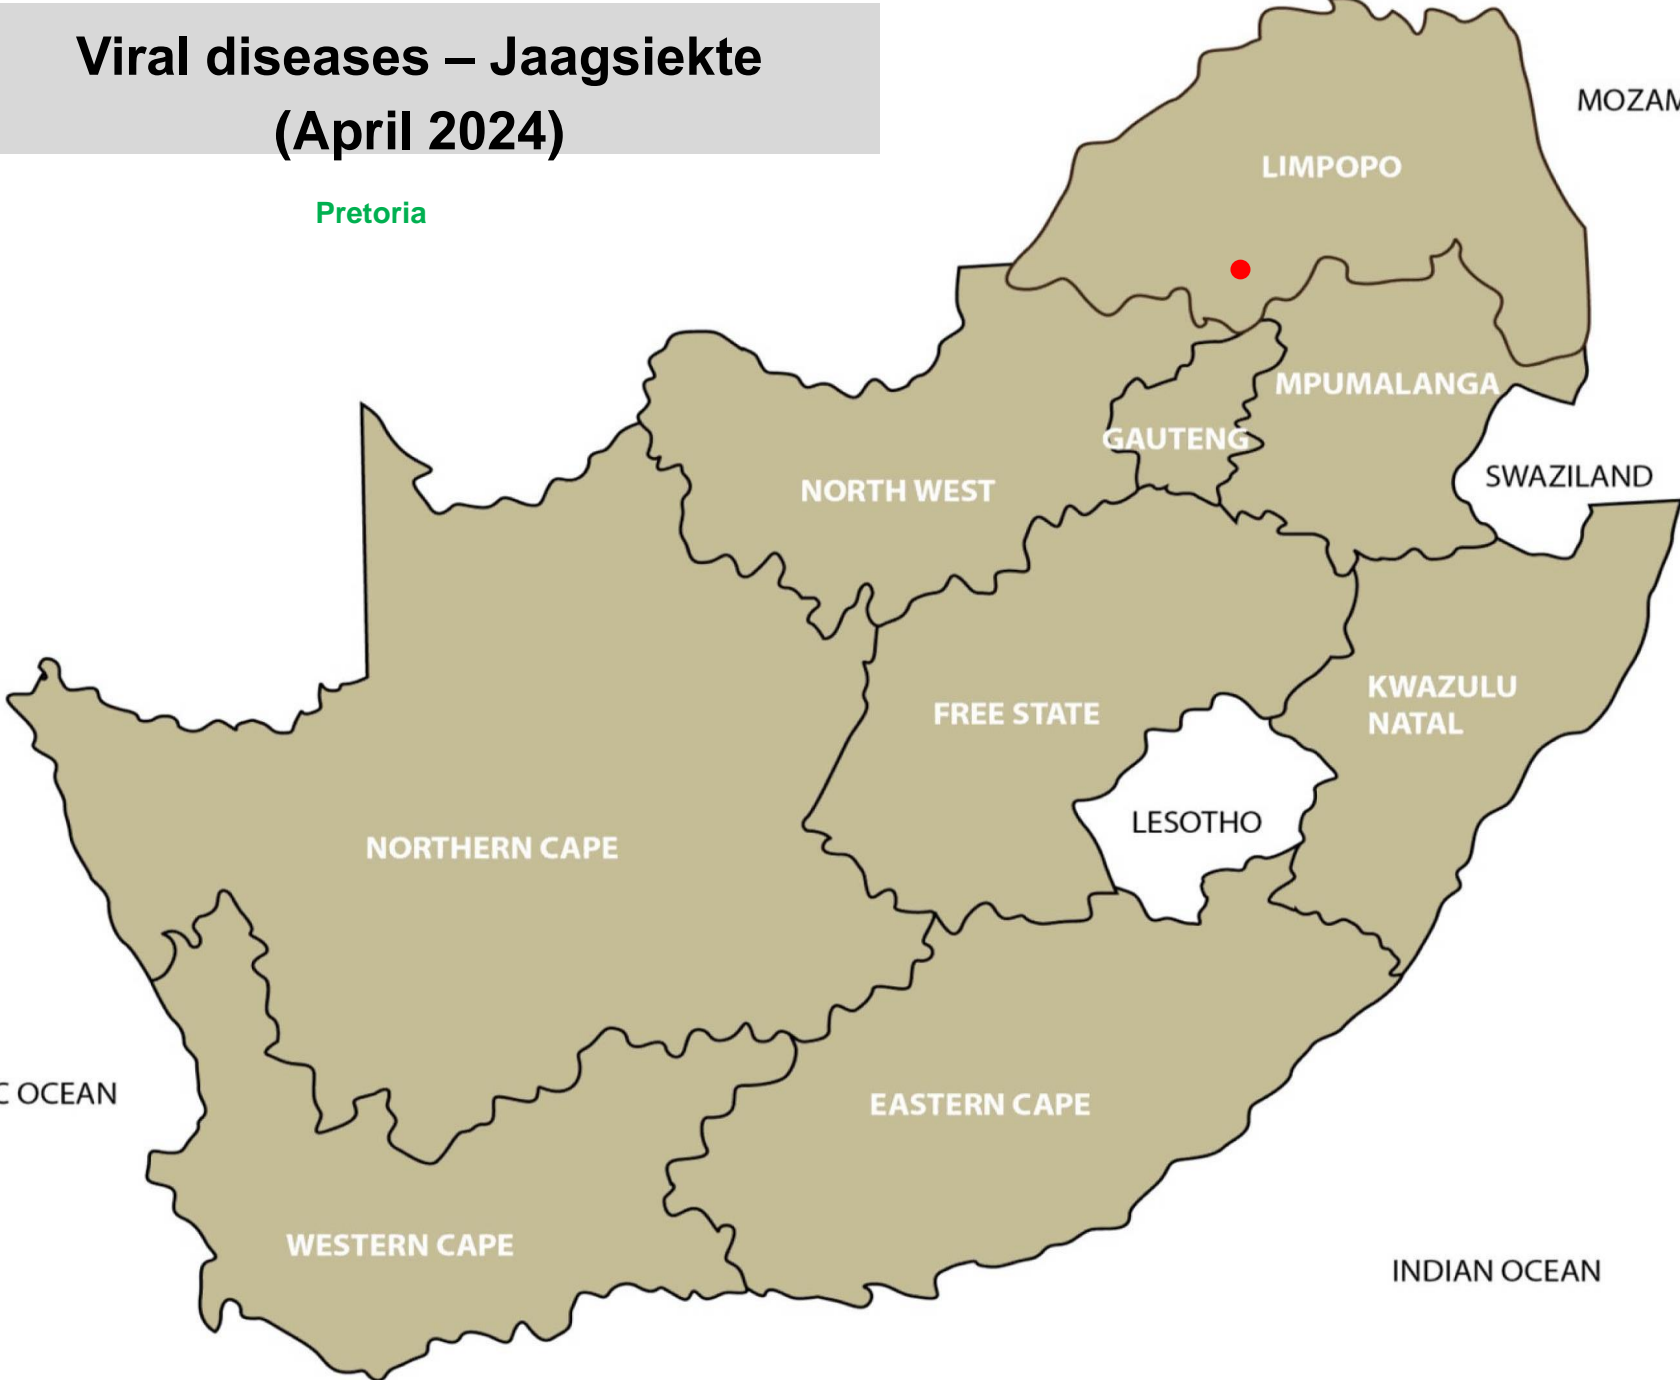 Viral diseases – Jaagsiekte
(April 2024)
Pretoria
MOZAM
LIMPOPO
MPUMALANGA
GAUTENG
SWAZILAND
NORTH WEST
KWAZULU
NATAL
FREE STATE
LESOTHO
NORTHERN CAPE
C OCEAN
EASTERN CAPE
WESTERN CAPE
INDIAN OCEAN